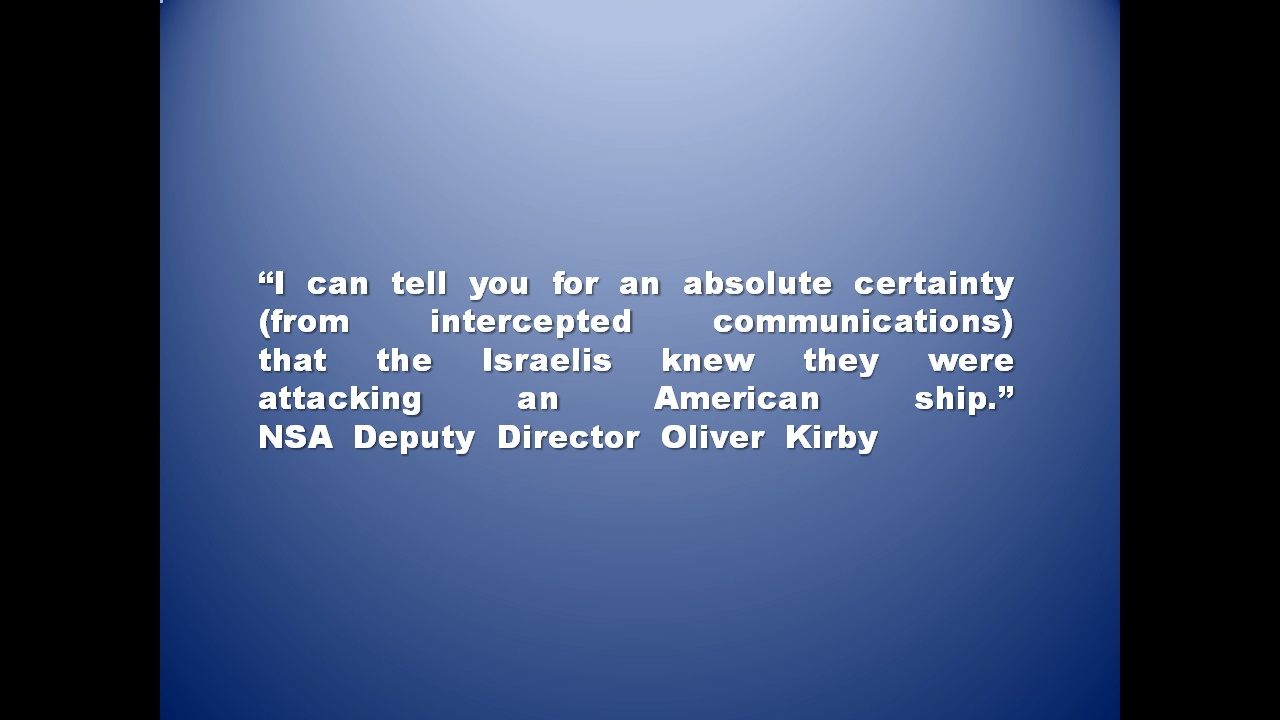 “I can tell you for an absolute certainty
(from intercepted communications)
that the Israelis knew they were
attacking an American ship.”
NSA Deputy Director Oliver Kirby